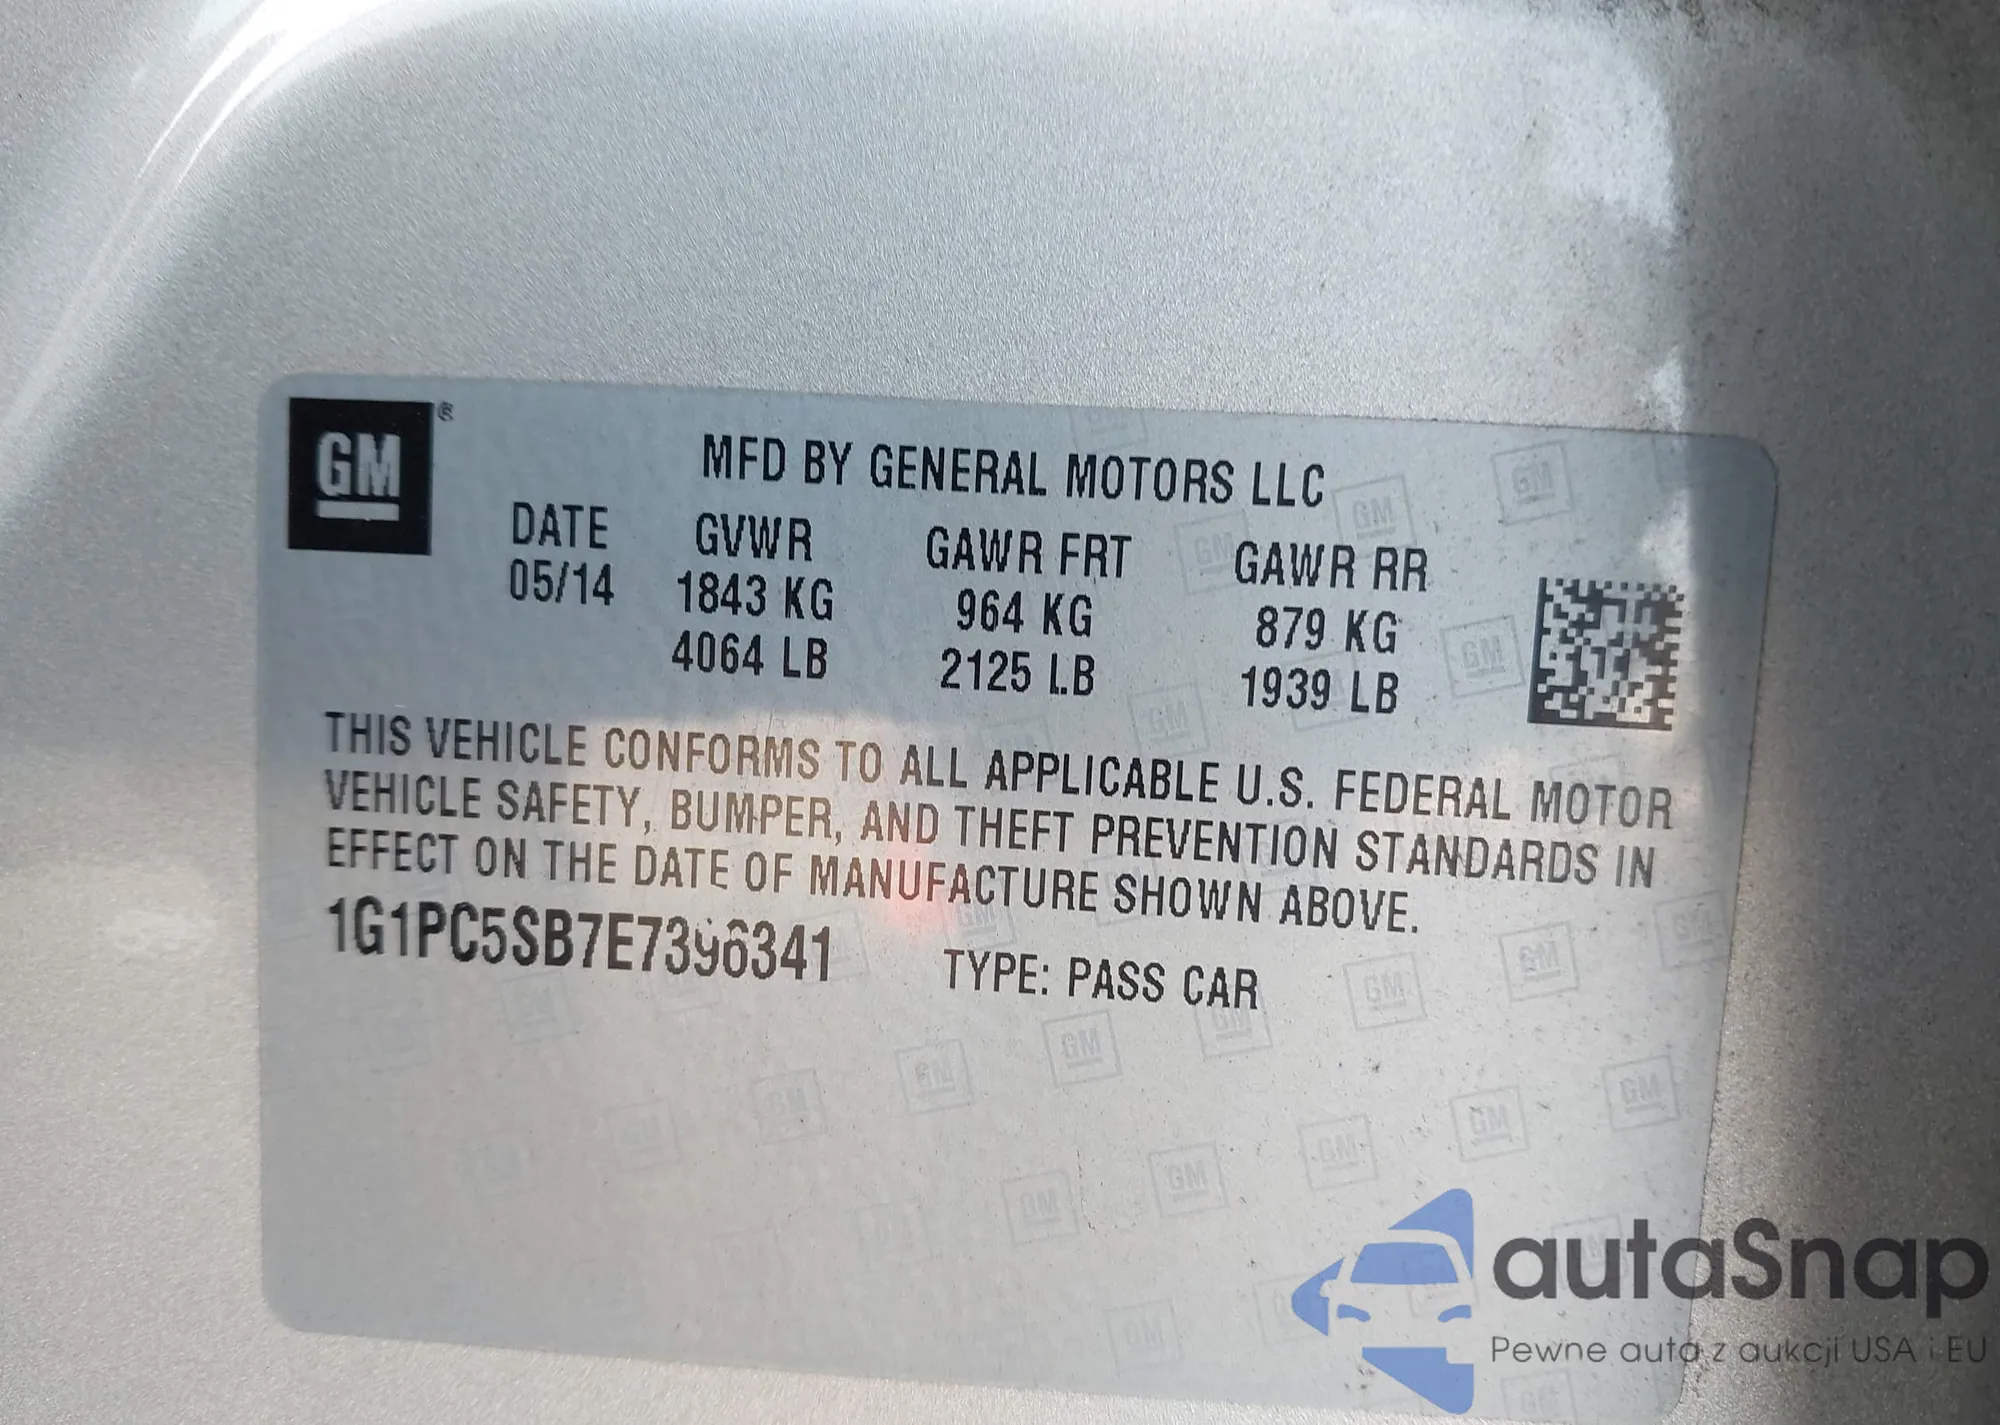 GM ®
MFD BY GENERAL MOTORS LLC
DATE GVWR GAWR FRT GAWR RR
05/14 1843 KG 964 KG 879 KG
4064 LB 2125 LB 1939 LB
THIS VEHICLE CONFORMS TO ALL APPLICABLE U.S. FEDERAL MOTOR
VEHICLE SAFETY, BUMPER, AND THEFT PREVENTION STANDARDS IN
EFFECT ON THE DATE OF MANUFACTURE SHOWN ABOVE.
1G1PC5SB7E7396341 TYPE: PASS CAR
autaSnap
Pewne auta z aukcji USA i EU